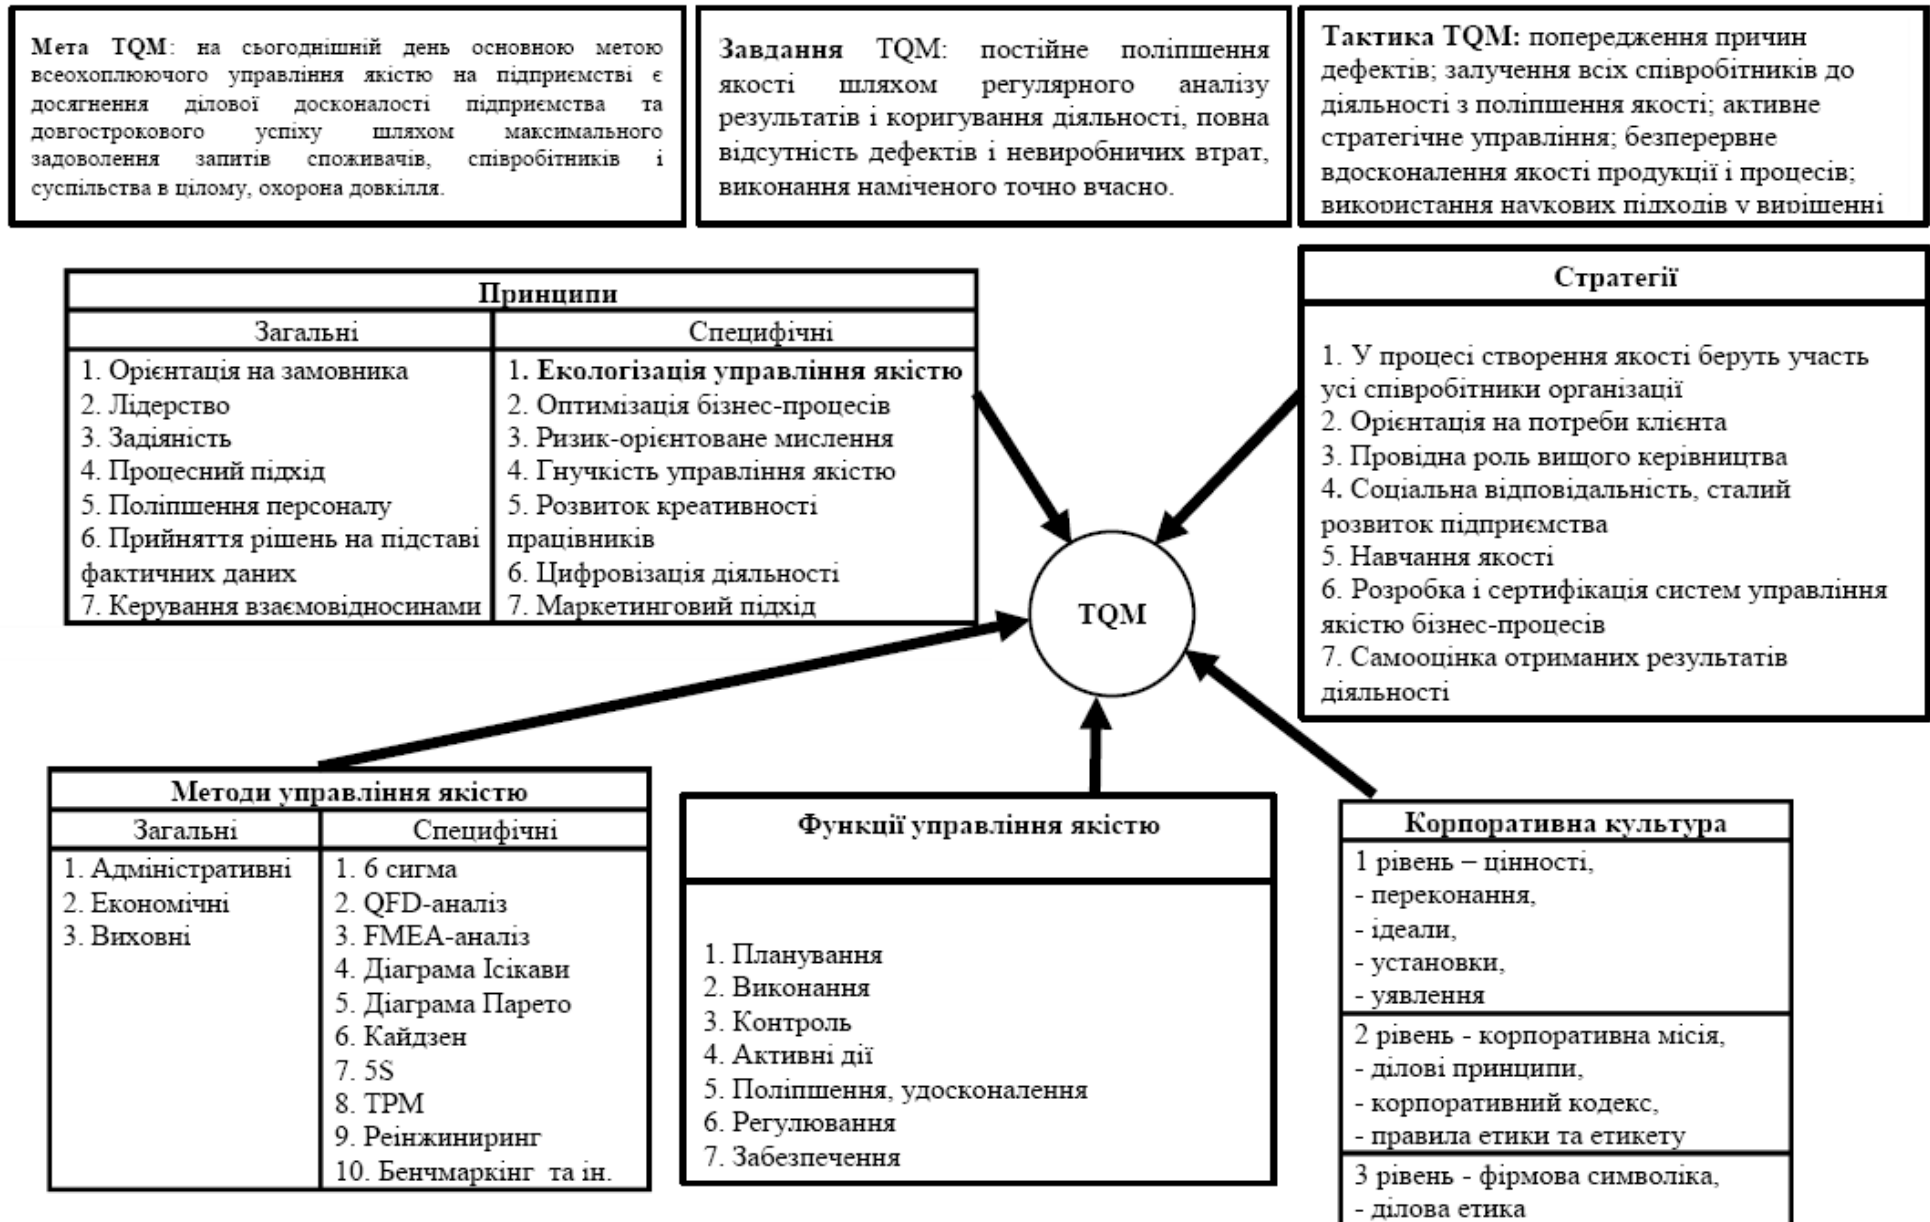 Мета TQM: на сьогоднішній день основною метою
всеохоплюючого управління якістю на підприємстві є
досягнення ділової досконалості підприємства та
довгострокового успіху шляхом максимального
задоволення запитів споживачів, співробітників і
суспільства в цілому, охорона довкілля.
Завдання TQM: постійне поліпшення
якості шляхом регулярного аналізу
результатів і коригування діяльності, повна
відсутність дефектів і невиробничих втрат,
виконання наміченого точно вчасно.
Тактика TQM: попередження причин
дефектів; залучення всіх співробітників до
діяльності з поліпшення якості; активне
стратегічне управління; безперервне
вдосконалення якості продукції і процесів;
використання наукових підходів у вирішенні
Принципи
Загальні
1. Орієнтація на замовника
2. Лідерство
3. Задіяність
4. Процесний підхід
5. Поліпшення персоналу
6. Прийняття рішень на підставі
фактичних даних
7. Керування взаємовідносинами
Специфічні
1. Екологізація управління якістю
2. Оптимізація бізнес-процесів
3. Ризик-орієнтоване мислення
4. Гнучкість управління якістю
5. Розвиток креативності
працівників
6. Цифровізація діяльності
7. Маркетинговий підхід
Стратегії
1. У процесі створення якості беруть участь
усі співробітники організації
2. Орієнтація на потреби клієнта
3. Провідна роль вищого керівництва
4. Соціальна відповідальність, сталий
розвиток підприємства
5. Навчання якості
6. Розробка і сертифікація систем управління
якістю бізнес-процесів
7. Самооцінка отриманих результатів
діяльності
TQM
Методи управління якістю
Загальні
1. Адміністративні
2. Економічні
3. Виховні
Специфічні
1. 6 сигма
2. QFD-аналіз
3. FMEA-аналіз
4. Діаграма Ісікави
5. Діаграма Парето
6. Кайдзен
7. 5S
8. TPM
9. Реінжиниринг
10. Бенчмаркінг та ін.
Функції управління якістю
1. Планування
2. Виконання
3. Контроль
4. Активні дії
5. Поліпшення, удосконалення
6. Регулювання
7. Забезпечення
Корпоративна культура
1 рівень – цінності,
- переконання,
- ідеали,
- установки,
- уявлення
2 рівень - корпоративна місія,
- ділові принципи,
- корпоративний кодекс,
- правила етики та етикету
3 рівень - фірмова символіка,
- ділова етика